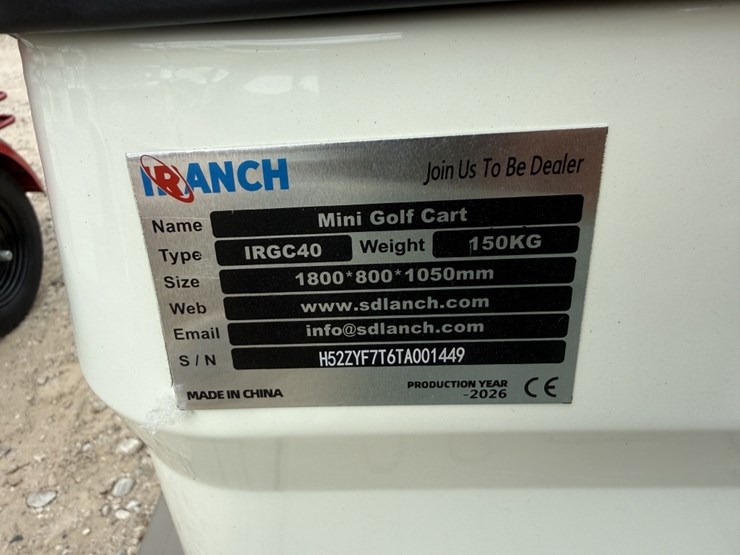 IRANCH Join Us To Be Dealer
Name Mini Golf Cart
Type IRGC40 Weight 150KG
Size 1800*800*1050mm
Web www.sdlanch.com
Email info@sdlanch.com
S / N H52ZYF7T6TA001449
MADE IN CHINA PRODUCTION YEAR
-2026 CE